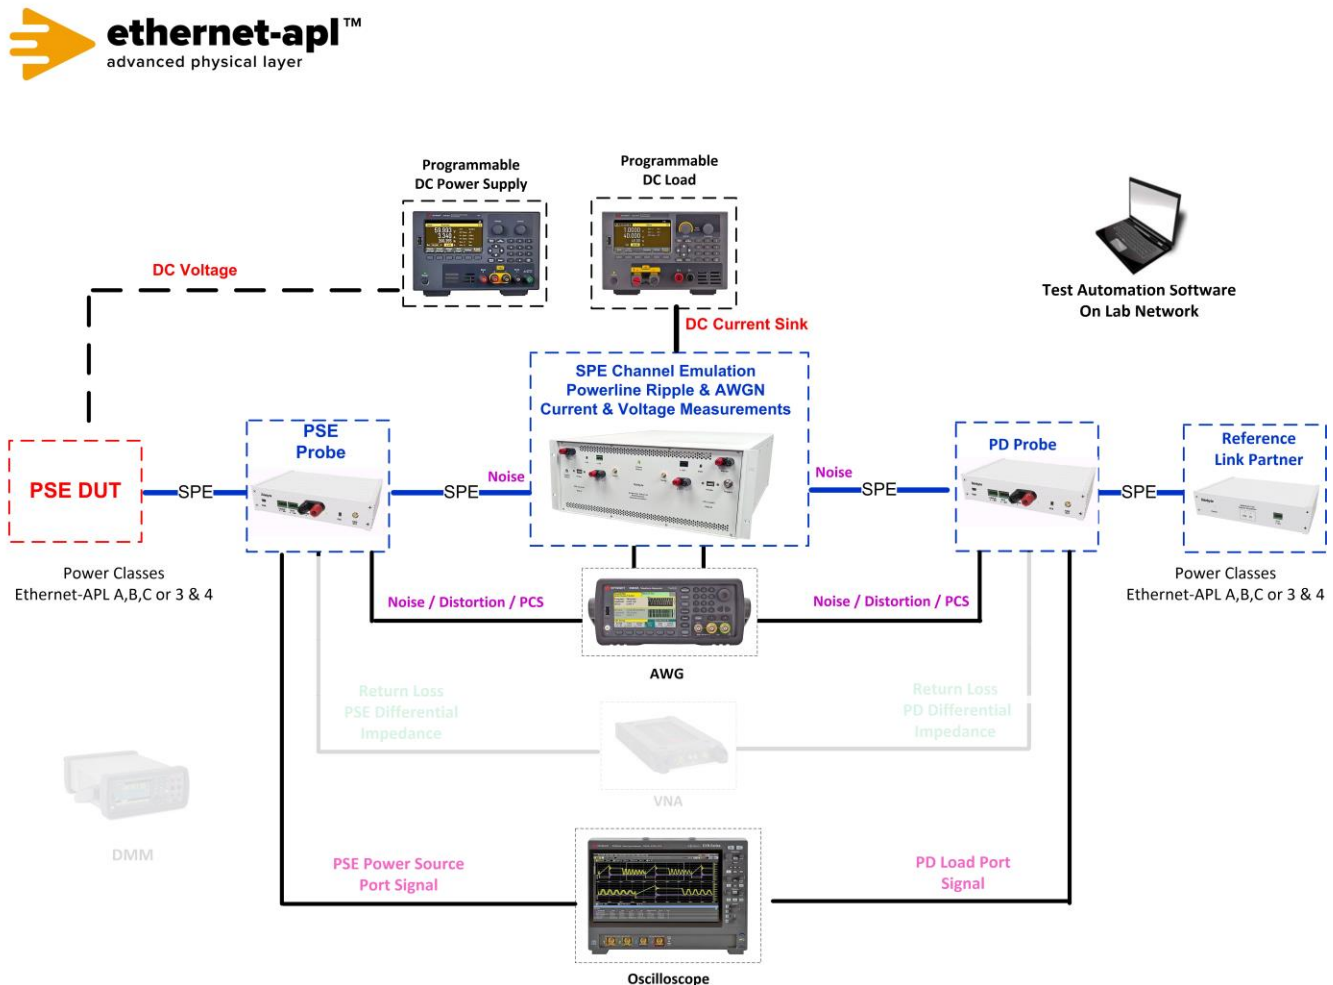 ethernet-apl™
advanced physical layer
Programmable
DC Power Supply
Programmable
DC Load
DC Voltage
Test Automation Software
On Lab Network
DC Current Sink
SPE Channel Emulation
Powerline Ripple & AWGN
Current & Voltage Measurements
PSE
Probe
PD Probe
Reference
Link Partner
Noise
Noise
PSE DUT
SPE
SPE
SPE
SPE
Power Classes
Ethernet-APL A,B,C or 3 & 4
Power Classes
Ethernet-APL A,B,C or 3 & 4
Noise / Distortion / PCS
Noise / Distortion / PCS
AWG
Return Loss
PSE Differential
Impedance
Return Loss
PD Differential
Impedance
VNA
DMM
PSE Power Source
Port Signal
PD Load Port
Signal
Oscilloscope